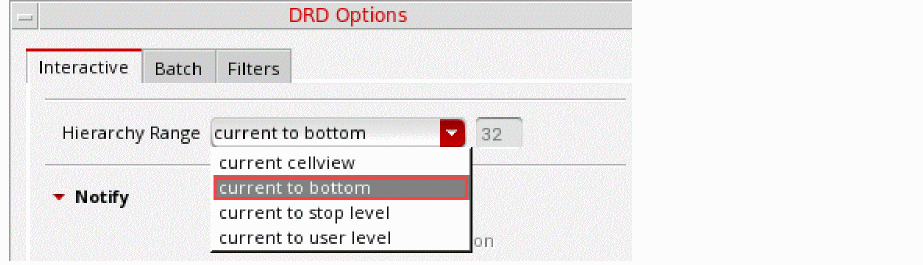 DRD Options
Interactive Batch Filters
Hierarchy Range current to bottom 32
current cellview
current to bottom
Notify
current to stop level
current to user level
on